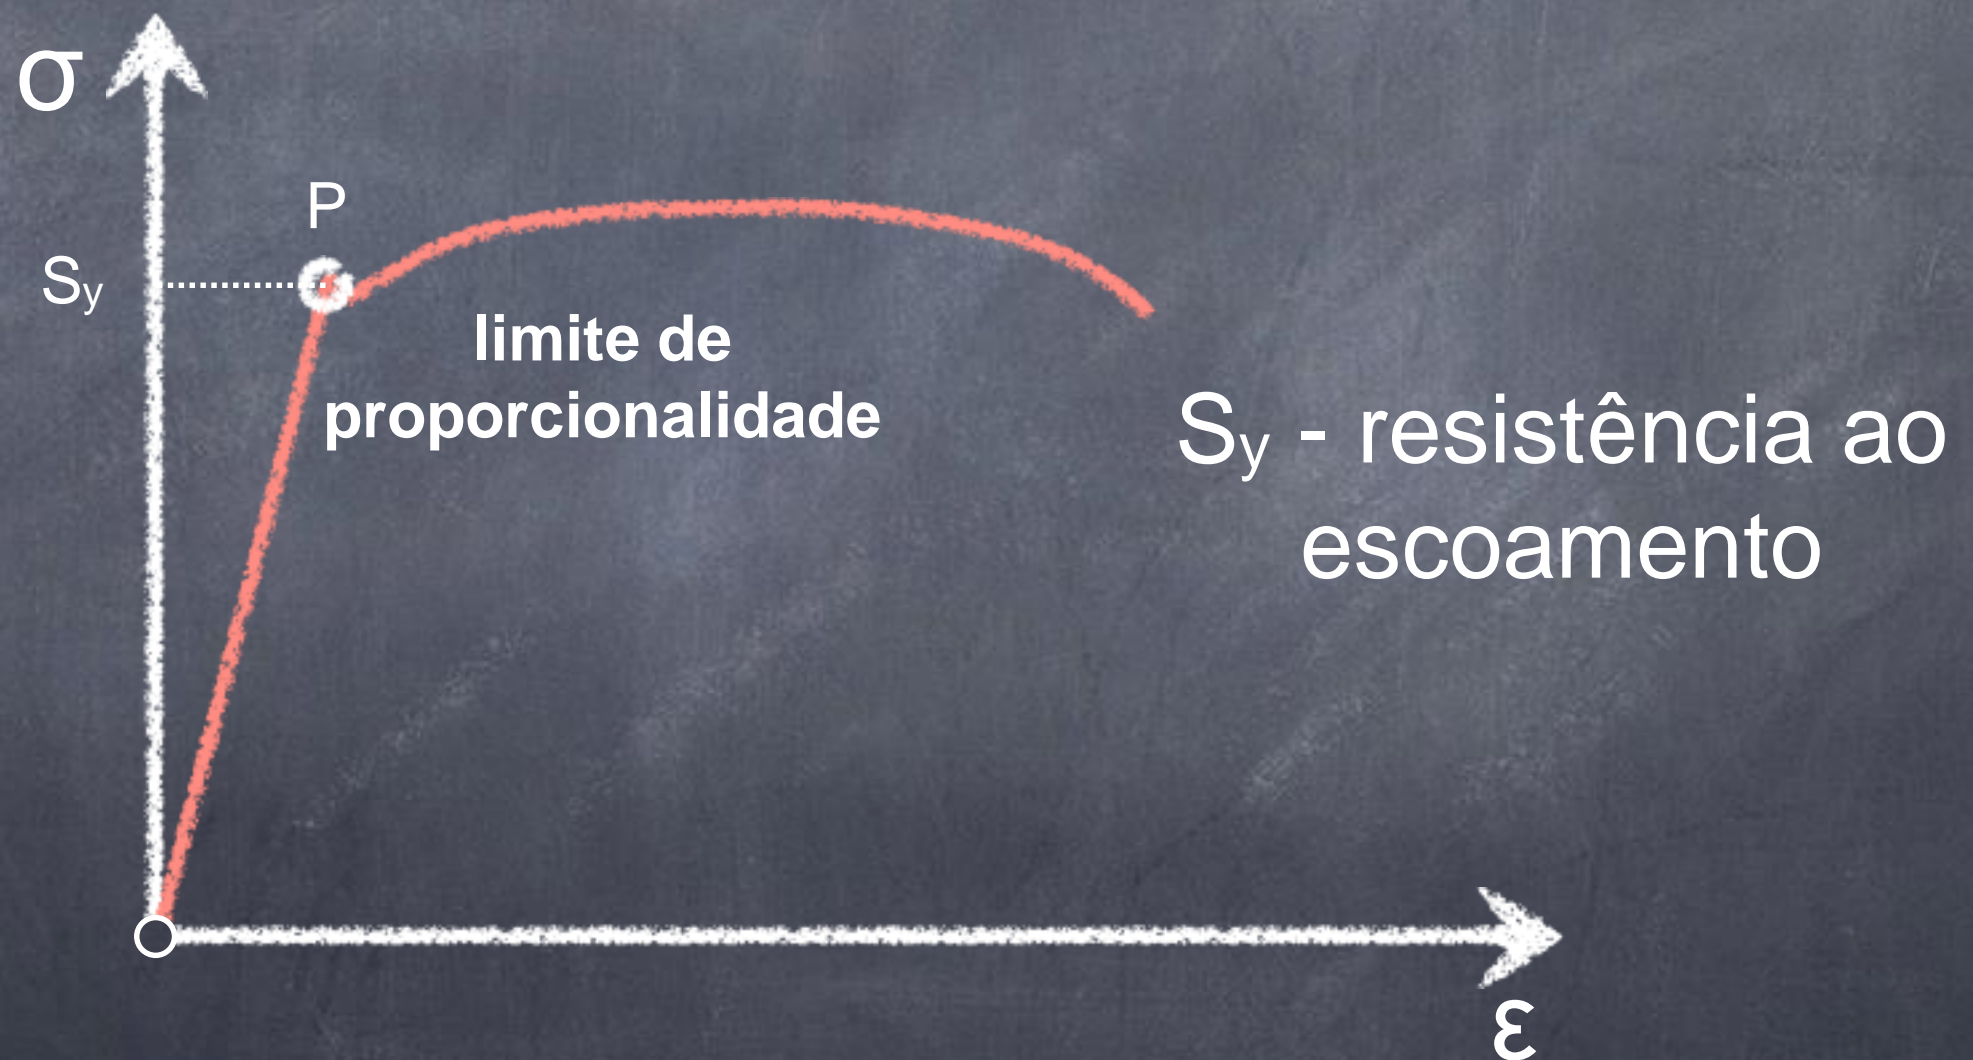 σ
P
Sy
limite de
proporcionalidade
Sy - resistência ao
escoamento
ε